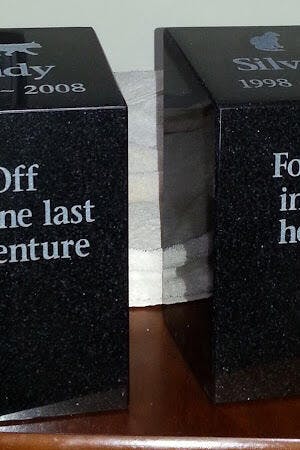 dy
– 2008
Off
ne last
enture
Silv
1998
Fo
in
he